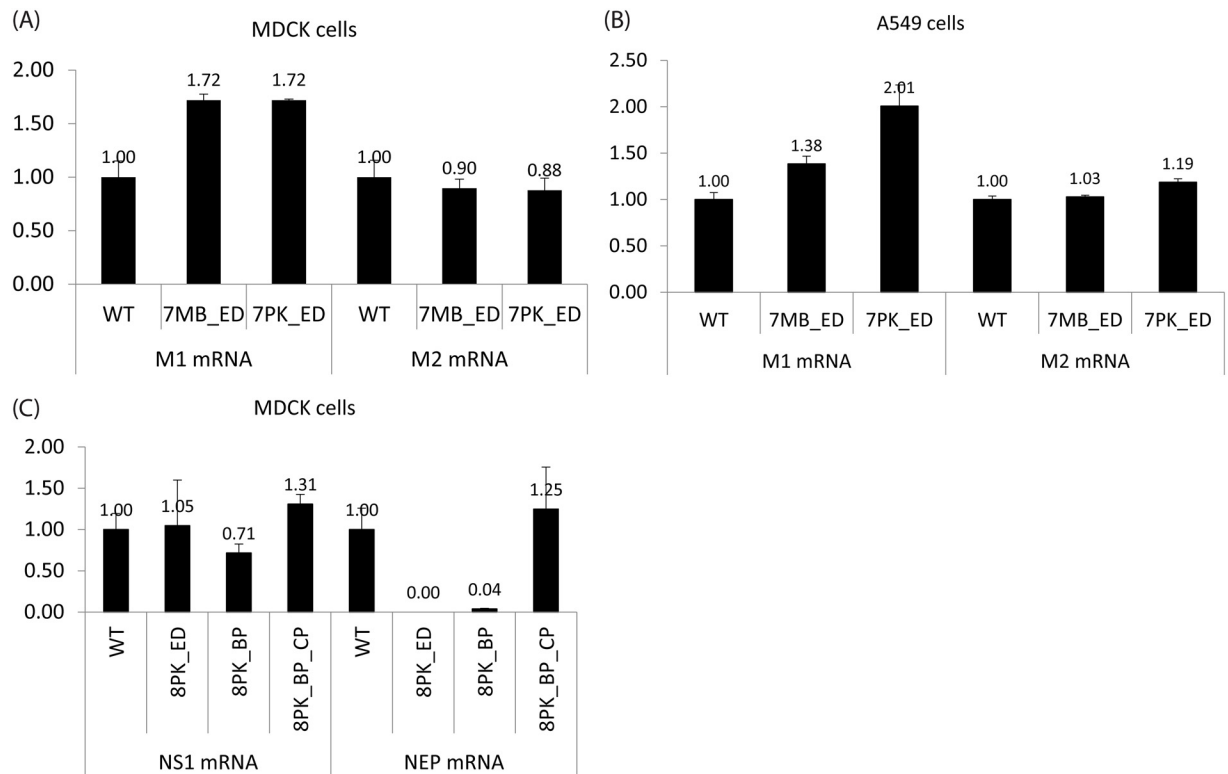 (A)
MDCK cells
2.00
1.50
1.00
0.50
0.00
1.00
1.72
1.72
1.00
0.90
0.88
WT
7MB_ED
7PK_ED
WT
7MB_ED
7PK_ED
M1 mRNA
M2 mRNA
(B)
A549 cells
2.50
2.00
1.50
1.00
0.50
0.00
1.00
1.38
2.01
1.00
1.03
1.19
WT
7MB_ED
7PK_ED
WT
7MB_ED
7PK_ED
M1 mRNA
M2 mRNA
(C)
MDCK cells
2.00
1.50
1.00
0.50
0.00
1.00
1.05
0.71
1.31
1.00
0.00
0.04
1.25
WT
8PK_ED
8PK_BP
8PK_BP_CP
WT
8PK_ED
8PK_BP
8PK_BP_CP
NS1 mRNA
NEP mRNA